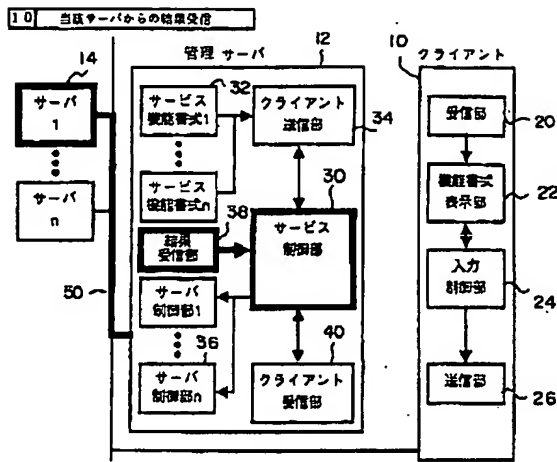 10 当該サーバからの結果受信
14
サーバ
1
サーバ
n
50
管理サーバ
12
サービス
機能書式1
32
サービス
機能書式n
38
結果
受信部
サーバ
制御部1
36
サーバ
制御部n
クライアント
送信部
34
30
サービス
制御部
40
クライアント
受信部
10
クライアント
受信部
20
機能書式
表示部
22
入力
制御部
24
送信部
26